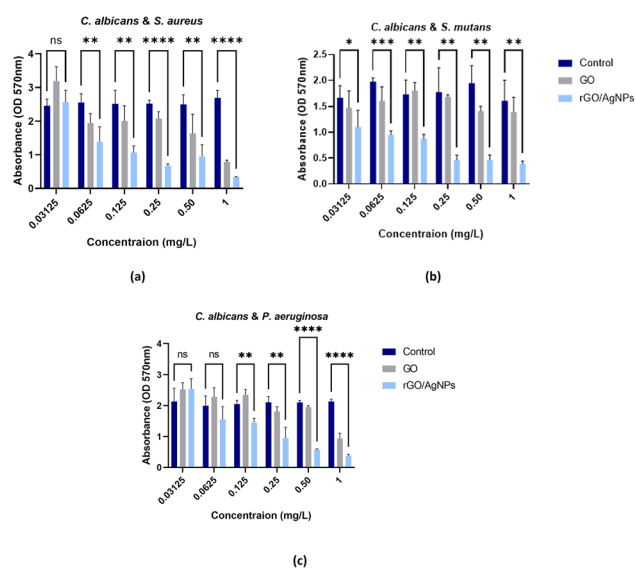 C. albicans & S. aureus
ns ** ** **** ** ****
Absorbance (OD 570nm)
4
3
2
1
0
0.03125 0.0625 0.125 0.25 0.50 1
Concentraion (mg/L)
(a)
C. albicans & S. mutans
* *** ** ** ** **
Absorbance (OD 570nm)
2.5
2.0
1.5
1.0
0.5
0.0
0.03125 0.0625 0.125 0.25 0.50 1
Concentraion (mg/L)
(b)
Control
GO
rGO/AgNPs
C. albicans & P. aeruginosa
ns ns ** ** **** ****
Absorbance (OD 570nm)
4
3
2
1
0
0.03125 0.0625 0.125 0.25 0.50 1
Concentraion (mg/L)
Control
GO
rGO/AgNPs
(c)